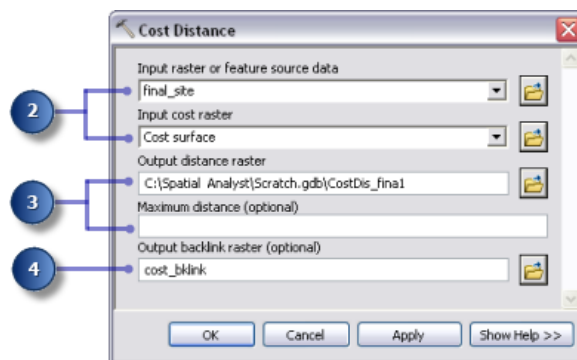 Cost Distance
Input raster or feature source data
2
final_site
Input cost raster
Cost surface
Output distance raster
3
C:\Spatial Analyst\Scratch.gdb\CostDis_fina1
Maximum distance (optional)
Output backlink raster (optional)
4
cost_bklink
OK Cancel Apply Show Help >>